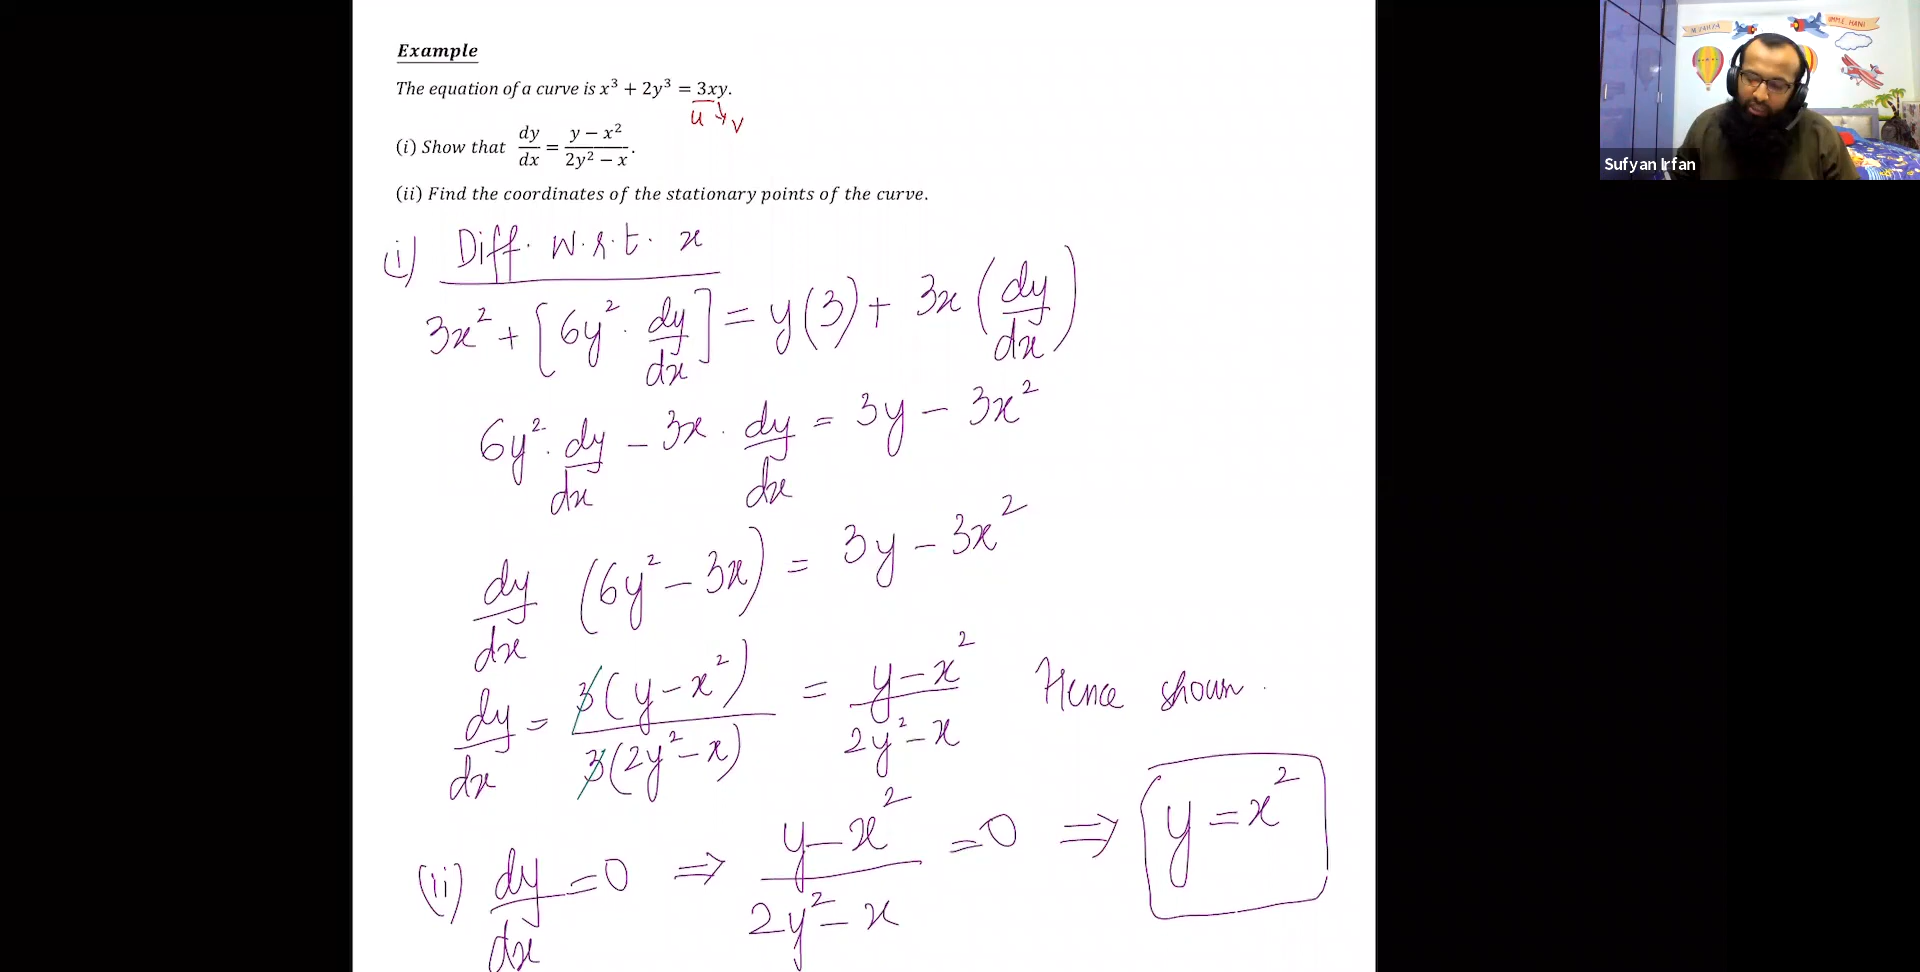 Example
The equation of a curve is x³ + 2y³ = 3xy.
u v
(i) Show that dy/dx = (y − x²)/(2y² − x).
(ii) Find the coordinates of the stationary points of the curve.
i) Diff. w.r.t. x
3x² + [6y² · dy/dx] = y(3) + 3x (dy/dx)
6y² · dy/dx − 3x · dy/dx = 3y − 3x²
dy/dx (6y² − 3x) = 3y − 3x²
dy/dx = 3(y − x²)/3(2y² − x) = (y − x²)/(2y² − x) Hence shown.
(ii) dy/dx = 0 ⇒ (y − x²)/(2y² − x) = 0 ⇒ y = x²
Sufyan Irfan